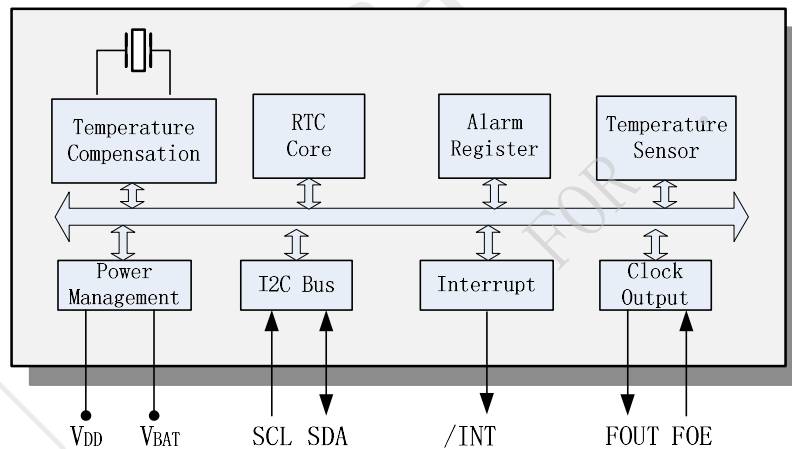 Temperature
Compensation
RTC
Core
Alarm
Register
Temperature
Sensor
Power
Management
I2C Bus
Interrupt
Clock
Output
VDD
VBAT
SCL SDA
/INT
FOUT FOE
FOR